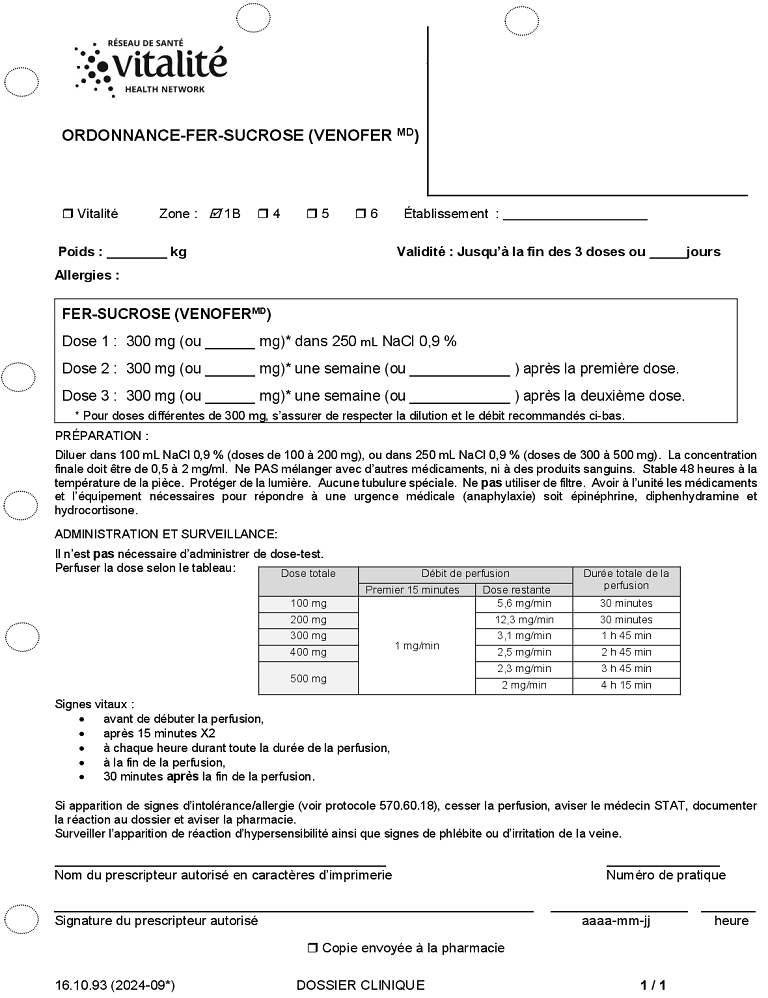 RÉSEAU DE SANTÉ
vitalité
HEALTH NETWORK
ORDONNANCE-FER-SUCROSE (VENOFER MD)
❒ Vitalité Zone : ☑1B ❒ 4 ❒ 5 ❒ 6 Établissement : ____________________
Poids : ________ kg Validité : Jusqu'à la fin des 3 doses ou _____jours
Allergies :
FER-SUCROSE (VENOFERMD)
Dose 1 : 300 mg (ou ______ mg)* dans 250 mL NaCl 0,9 %
Dose 2 : 300 mg (ou ______ mg)* une semaine (ou ____________ ) après la première dose.
Dose 3 : 300 mg (ou ______ mg)* une semaine (ou ____________ ) après la deuxième dose.
* Pour doses différentes de 300 mg, s'assurer de respecter la dilution et le débit recommandés ci-bas.
PRÉPARATION :
Diluer dans 100 mL NaCl 0,9 % (doses de 100 à 200 mg), ou dans 250 mL NaCl 0,9 % (doses de 300 à 500 mg). La concentration
finale doit être de 0,5 à 2 mg/ml. Ne PAS mélanger avec d'autres médicaments, ni à des produits sanguins. Stable 48 heures à la
température de la pièce. Protéger de la lumière. Aucune tubulure spéciale. Ne pas utiliser de filtre. Avoir à l'unité les médicaments
et l'équipement nécessaires pour répondre à une urgence médicale (anaphylaxie) soit épinéphrine, diphenhydramine et
hydrocortisone.
ADMINISTRATION ET SURVEILLANCE:
Il n'est pas nécessaire d'administrer de dose-test.
Perfuser la dose selon le tableau:
Dose totale Débit de perfusion Durée totale de la perfusion
Premier 15 minutes Dose restante
100 mg 1 mg/min 5,6 mg/min 30 minutes
200 mg 12,3 mg/min 30 minutes
300 mg 3,1 mg/min 1 h 45 min
400 mg 2,5 mg/min 2 h 45 min
500 mg 2,3 mg/min 3 h 45 min
2 mg/min 4 h 15 min
Signes vitaux :
• avant de débuter la perfusion,
• après 15 minutes X2
• à chaque heure durant toute la durée de la perfusion,
• à la fin de la perfusion,
• 30 minutes après la fin de la perfusion.
Si apparition de signes d'intolérance/allergie (voir protocole 570.60.18), cesser la perfusion, aviser le médecin STAT, documenter
la réaction au dossier et aviser la pharmacie.
Surveiller l'apparition de réaction d'hypersensibilité ainsi que signes de phlébite ou d'irritation de la veine.
Nom du prescripteur autorisé en caractères d'imprimerie Numéro de pratique
Signature du prescripteur autorisé aaaa-mm-jj heure
❒ Copie envoyée à la pharmacie
16.10.93 (2024-09*) DOSSIER CLINIQUE 1 / 1